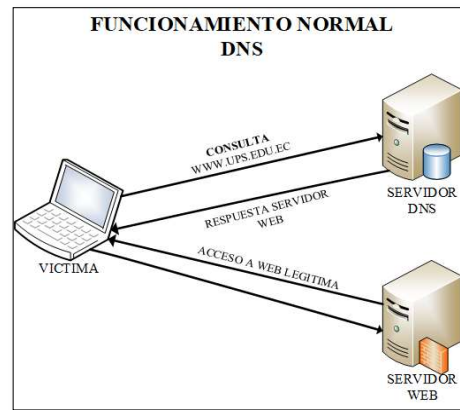 FUNCIONAMIENTO NORMAL
DNS
CONSULTA
WWW.UPS.EDU.EC
SERVIDOR
DNS
RESPUESTA SERVIDOR
WEB
VICTIMA
ACCESO A WEB LEGITIMA
SERVIDOR
WEB